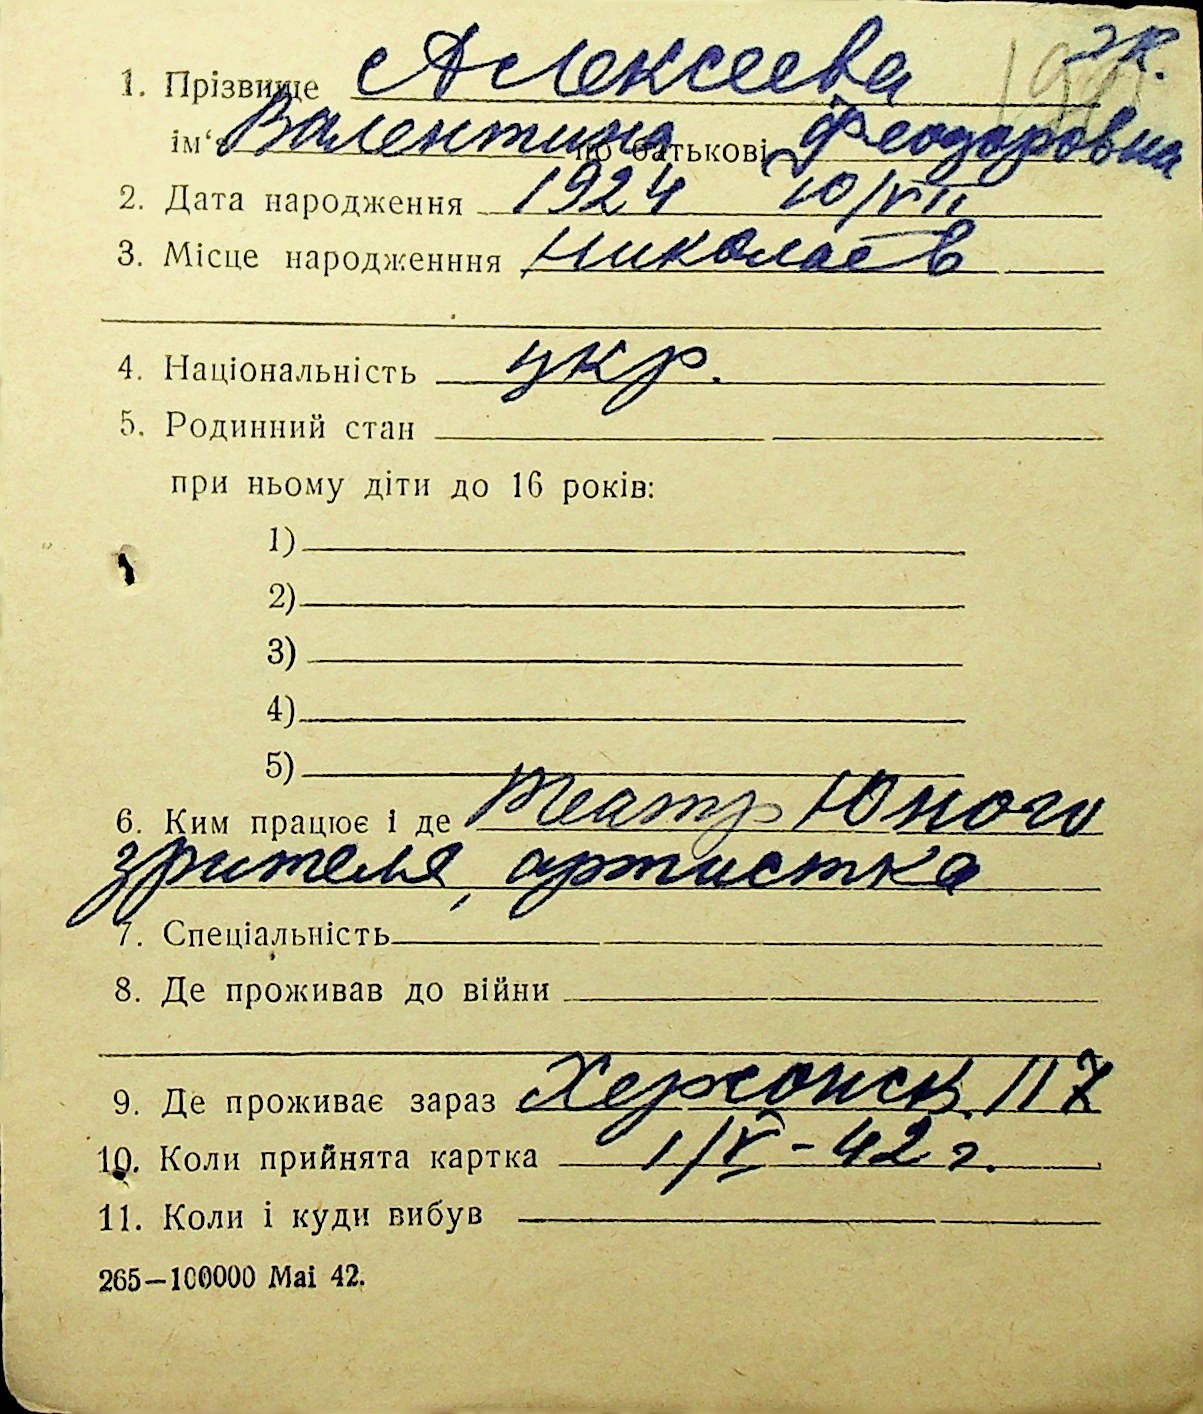 2к.
1. Прізвище Алексеева
ім‘я Валентина по батькові Феодоровна
2. Дата народження 1924 10/VII
3. Місце народженння Николаев
4. Національність укр.
5. Родинний стан
при ньому діти до 16 років:
1)
2)
3)
4)
5)
6. Ким працює і де Театр Юного
зрителя, артистка
7. Спеціальність
8. Де проживав до війни
9. Де проживає зараз Херсонск. 117
10. Коли прийнята картка 1/V-42 г.
11. Коли і куди вибув
265—100000 Mai 42.